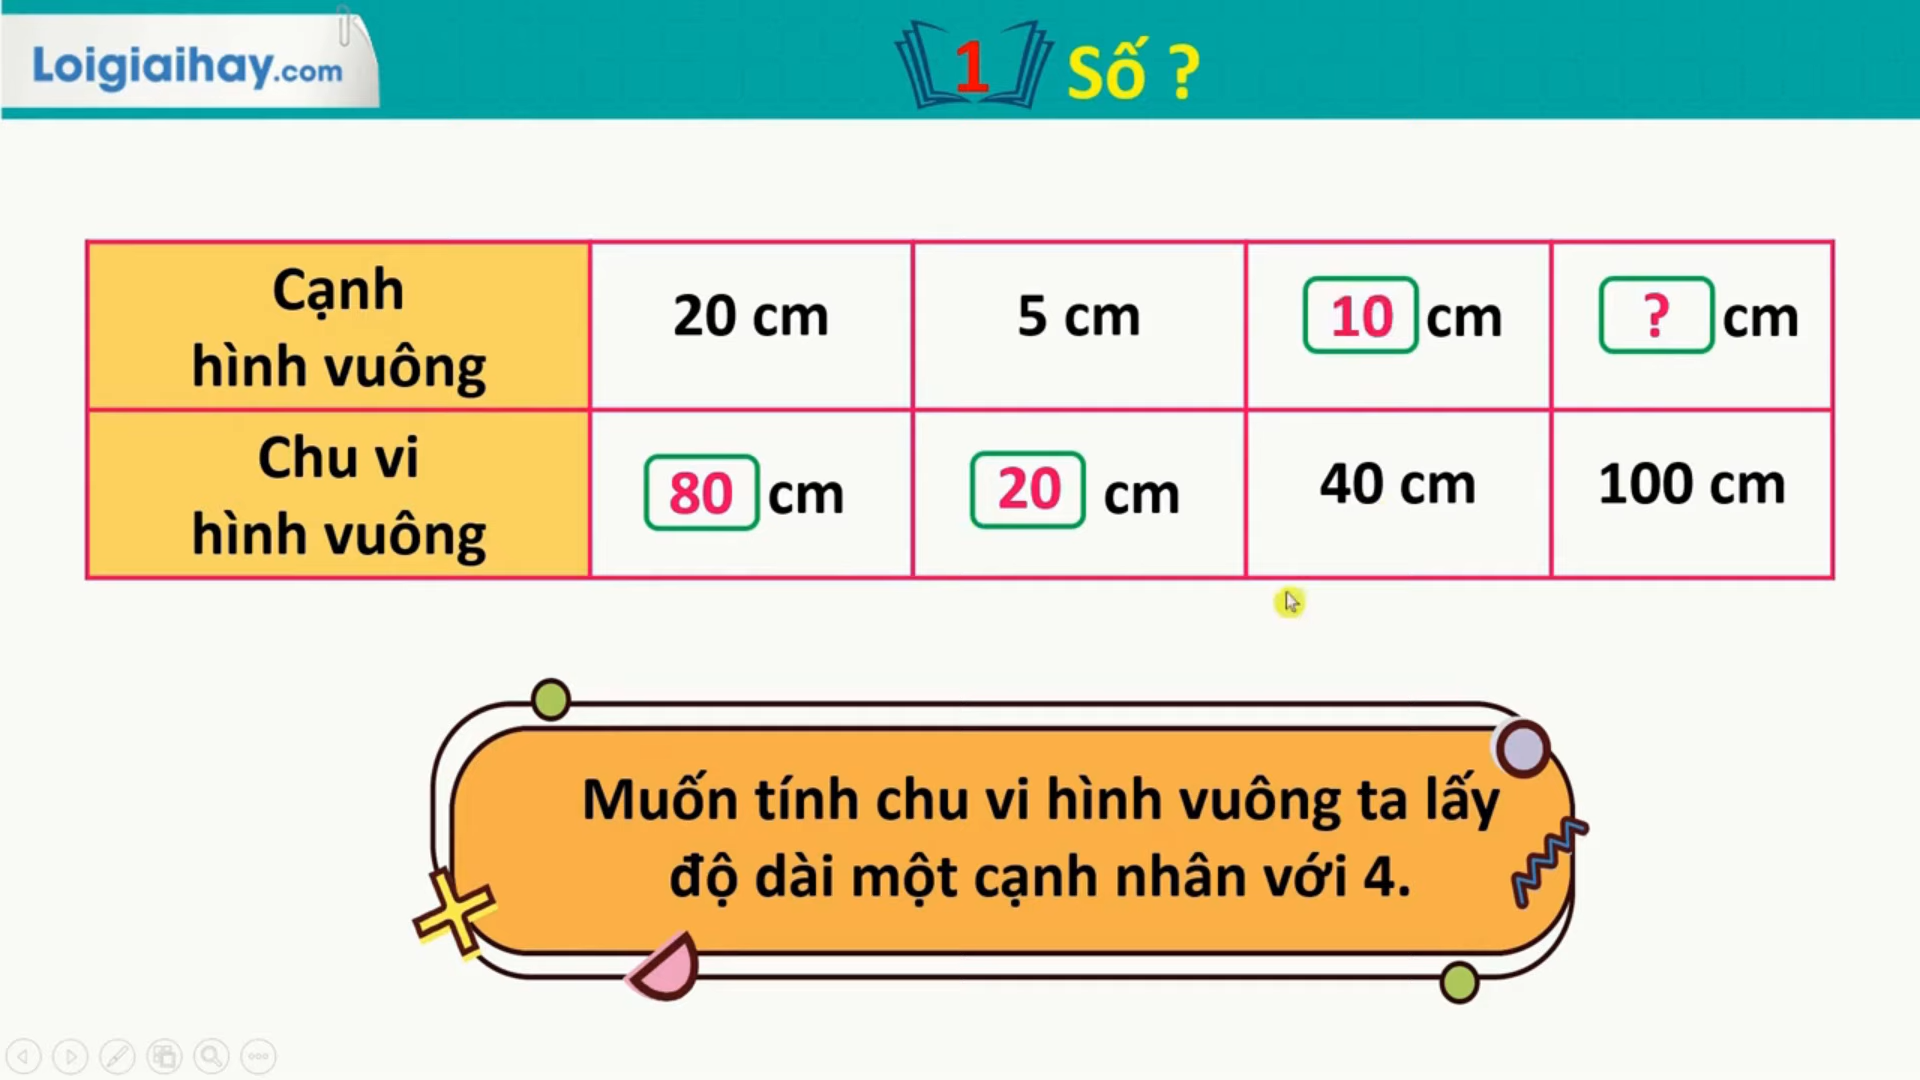 Loigiaihay.com
1 Số ?
Cạnh
hình vuông
20 cm
5 cm
10 cm
? cm
Chu vi
hình vuông
80 cm
20 cm
40 cm
100 cm
Muốn tính chu vi hình vuông ta lấy
độ dài một cạnh nhân với 4.